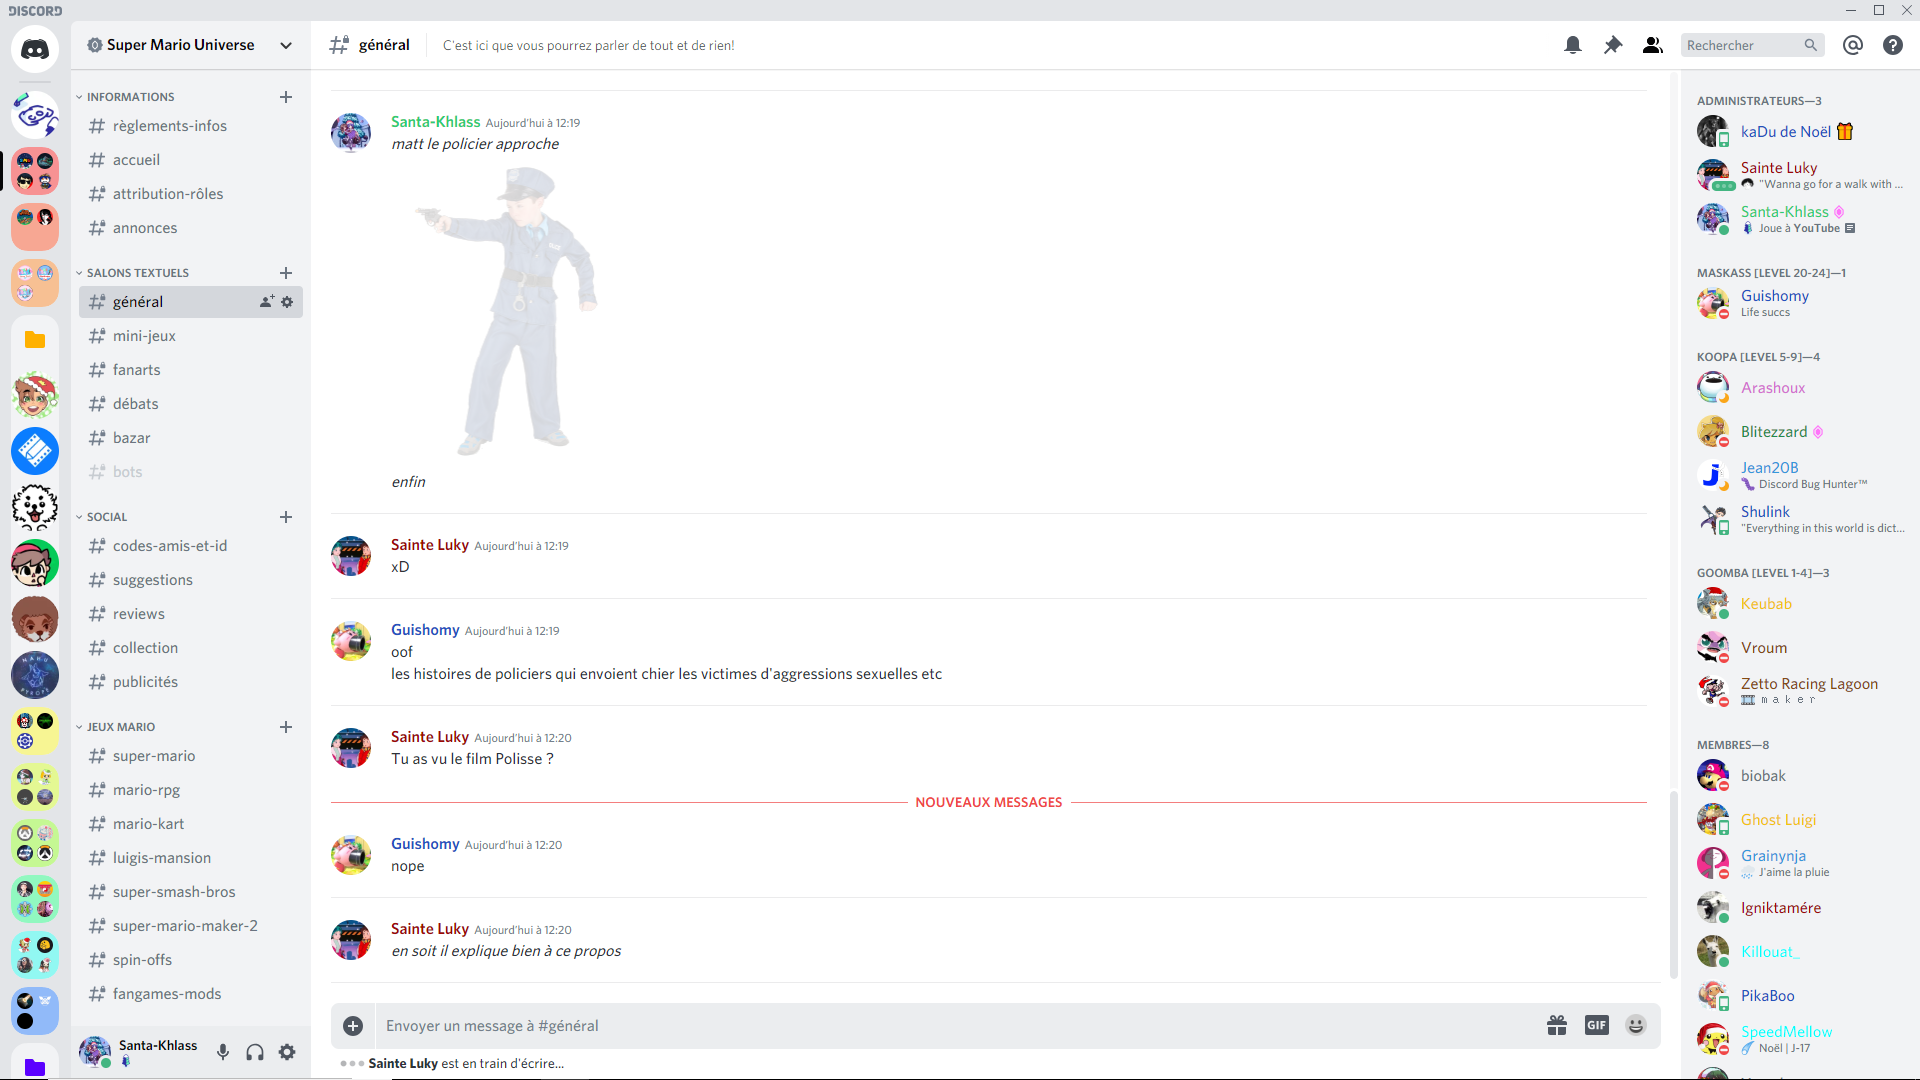 DISCORD
Super Mario Universe
général
C'est ici que vous pourrez parler de tout et de rien!
Rechercher
INFORMATIONS
règlements-infos
accueil
attribution-rôles
annonces
SALONS TEXTUELS
général
mini-jeux
fanarts
débats
bazar
bots
SOCIAL
codes-amis-et-id
suggestions
reviews
collection
publicités
JEUX MARIO
super-mario
mario-rpg
mario-kart
luigis-mansion
super-smash-bros
super-mario-maker-2
spin-offs
fangames-mods
Santa-Khlass
Santa-Khlass Aujourd'hui à 12:19
matt le policier approche
enfin
Sainte Luky Aujourd'hui à 12:19
xD
Guishomy Aujourd'hui à 12:19
oof
les histoires de policiers qui envoient chier les victimes d'aggressions sexuelles etc
Sainte Luky Aujourd'hui à 12:20
Tu as vu le film Polisse ?
NOUVEAUX MESSAGES
Guishomy Aujourd'hui à 12:20
nope
Sainte Luky Aujourd'hui à 12:20
en soit il explique bien à ce propos
Envoyer un message à #général
GIF
Sainte Luky est en train d'écrire...
ADMINISTRATEURS—3
kaDu de Noël
Sainte Luky
"Wanna go for a walk with ...
Santa-Khlass
Joue à YouTube
MASKASS [LEVEL 20-24]—1
Guishomy
Life succs
KOOPA [LEVEL 5-9]—4
Arashoux
Blitezzard
Jean20B
Discord Bug Hunter™
Shulink
"Everything in this world is dict...
GOOMBA [LEVEL 1-4]—3
Keubab
Vroum
Zetto Racing Lagoon
m a k e r
MEMBRES—8
biobak
Ghost Luigi
Grainynja
J'aime la pluie
Igniktamére
Killouat_
PikaBoo
SpeedMellow
Noël | J-17